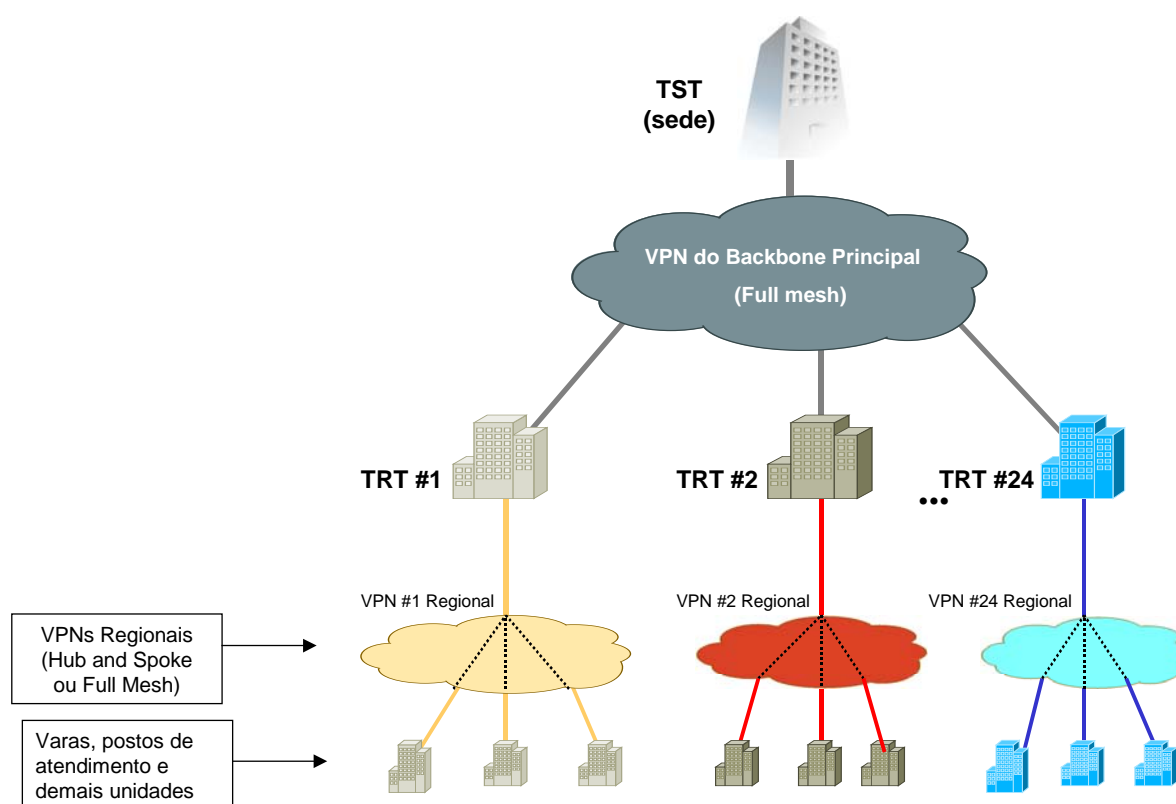 TST
(sede)
VPN do Backbone Principal
(Full mesh)
TRT #1
TRT #2
...
TRT #24
VPN #1 Regional
VPN #2 Regional
VPN #24 Regional
VPNs Regionais
(Hub and Spoke
ou Full Mesh)
Varas, postos de
atendimento e
demais unidades